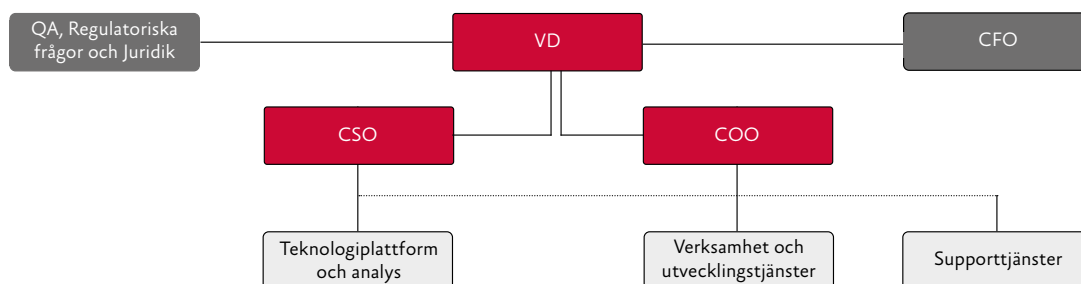 QA, Regulatoriska
frågor och Juridik
VD
CFO
CSO
COO
Teknologiplattform
och analys
Verksamhet och
utvecklingstjänster
Supporttjänster